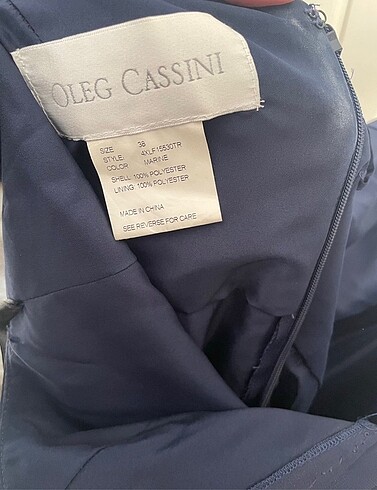 OLEG CASSINI
SIZE 38
STYLE: 4XLF15530TR
COLOR MARINE
SHELL: 100% POLYESTER
LINING: 100% POLYESTER
MADE IN CHINA
SEE REVERSE FOR CARE